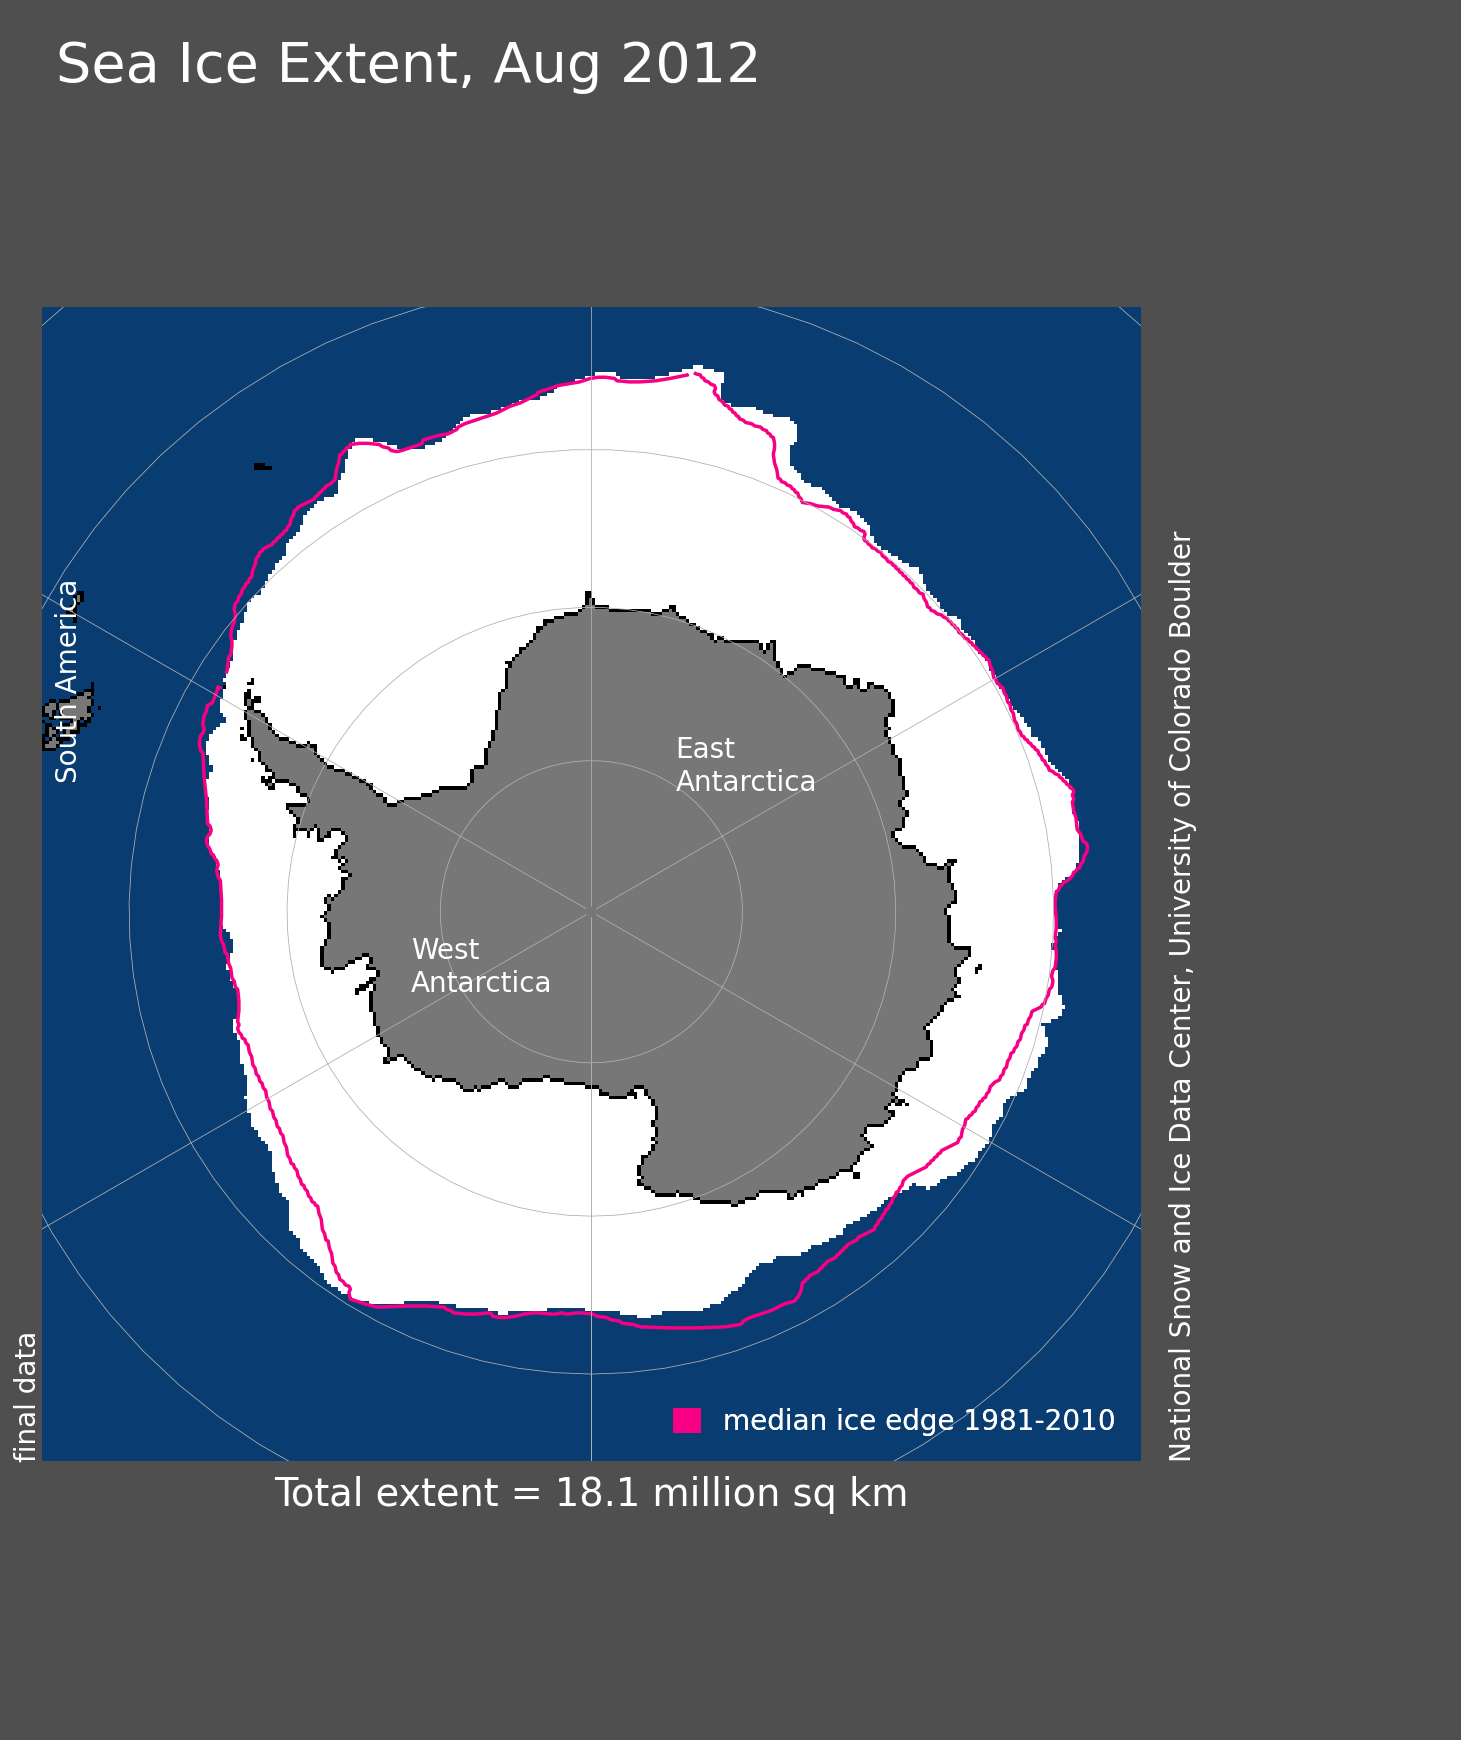 Sea Ice Extent, Aug 2012
South America
East
Antarctica
West
Antarctica
median ice edge 1981-2010
final data
National Snow and Ice Data Center, University of Colorado Boulder
Total extent = 18.1 million sq km